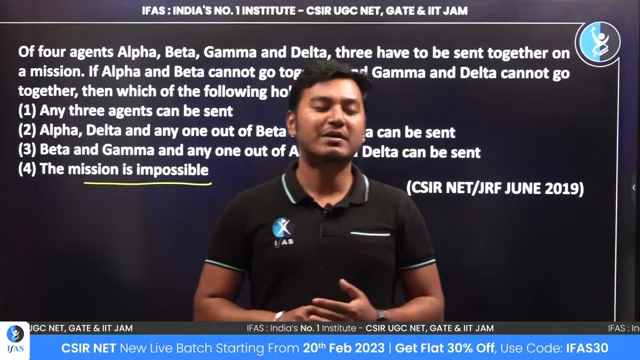 IFAS: INDIA'S NO. 1 INSTITUTE - CSIR UGC NET, GATE & IIT JAM
Of four agents Alpha, Beta, Gamma and Delta, three have to be sent together on
a mission. If Alpha and Beta cannot go Gamma and Delta cannot go
together, then which of the following
(1) Any three agents can be sent
(2) Alpha, Delta and any one out of Beta can be sent
(3) Beta and Gamma and any one out of Delta can be sent
(4) The mission is impossible
(CSIR NET/JRF JUNE 2019)
IFAS
UGC NET, GATE & IIT JAM IFAS : India's No. 1 Institute - CSIR UGC NET, GATE & IIT JAM IFAS : In
IFAS CSIR NET New Live Batch Starting From 20th Feb 2023 | Get Flat 30% Off, Use Code: IFAS30